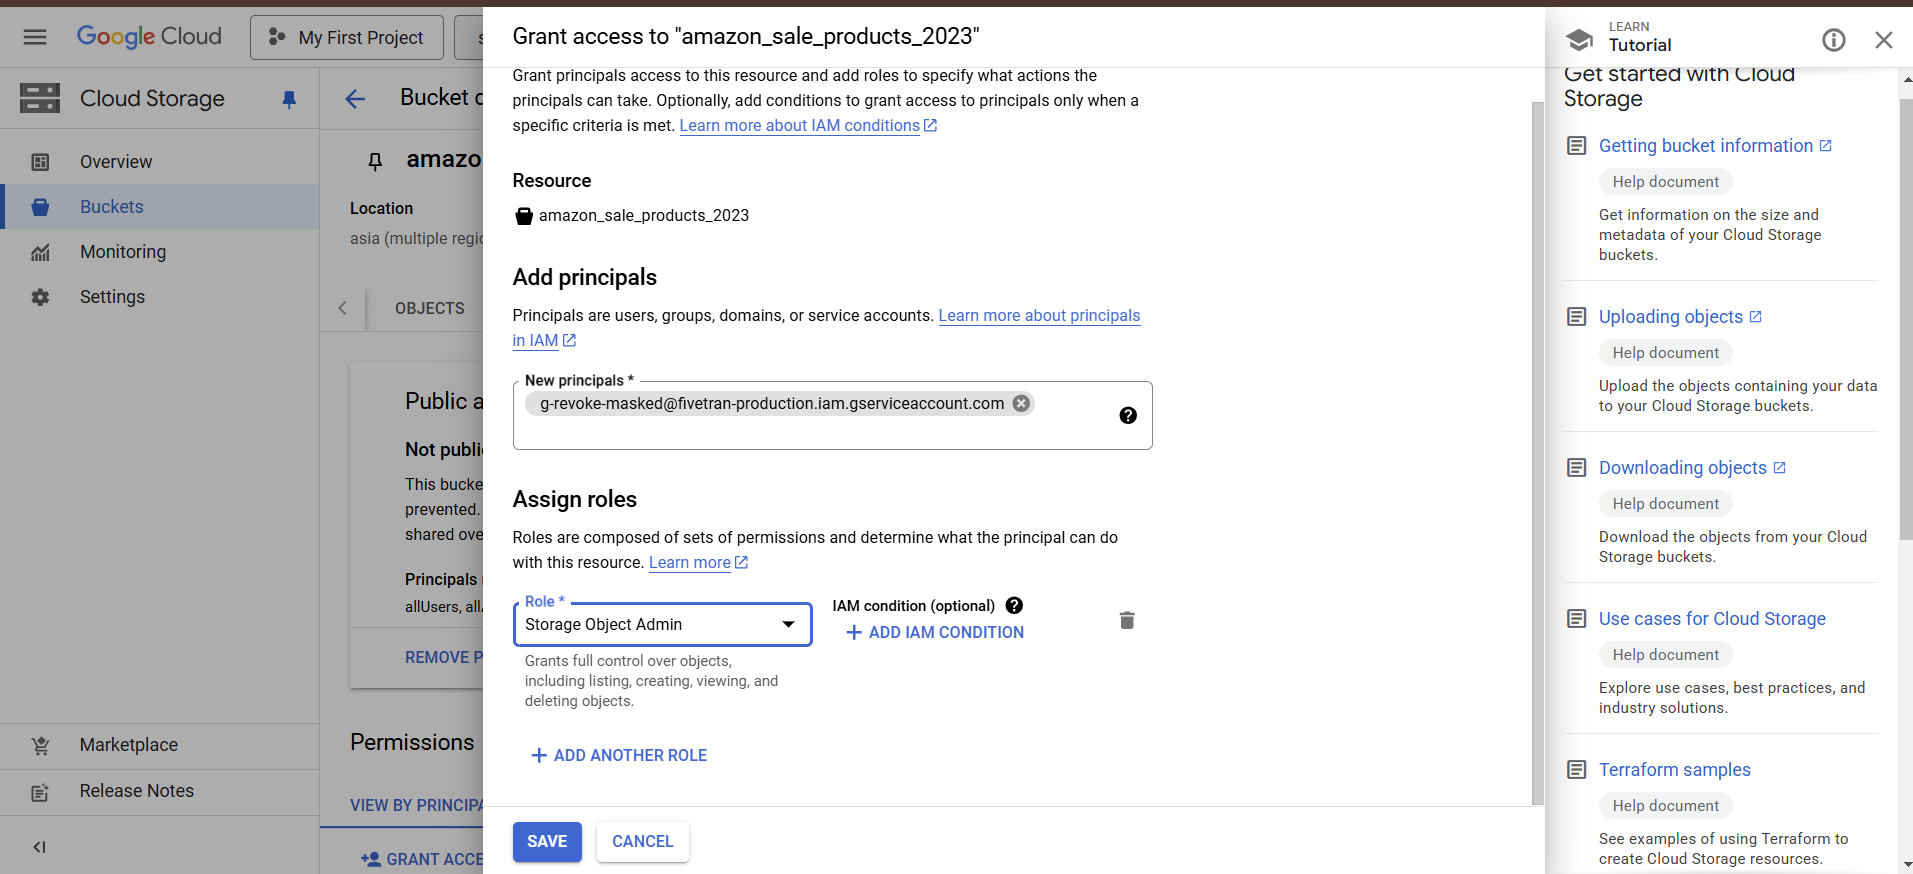 Google Cloud
My First Project
Cloud Storage
Overview
Buckets
Monitoring
Settings
Marketplace
Release Notes
Bucket
amazo
Location
asia (multiple regio
OBJECTS
Public a
Not publi
This bucke
prevented.
shared ove
Principals
allUsers, all
REMOVE P
Permissions
VIEW BY PRINCIPA
GRANT ACCE
Grant access to "amazon_sale_products_2023"
Grant principals access to this resource and add roles to specify what actions the
principals can take. Optionally, add conditions to grant access to principals only when a
specific criteria is met. Learn more about IAM conditions
Resource
amazon_sale_products_2023
Add principals
Principals are users, groups, domains, or service accounts. Learn more about principals
in IAM
New principals *
g-revoke-masked@fivetran-production.iam.gserviceaccount.com
Assign roles
Roles are composed of sets of permissions and determine what the principal can do
with this resource. Learn more
Role *
Storage Object Admin
Grants full control over objects,
including listing, creating, viewing, and
deleting objects.
IAM condition (optional)
ADD IAM CONDITION
ADD ANOTHER ROLE
SAVE
CANCEL
LEARN
Tutorial
Get started with Cloud
Storage
Getting bucket information
Help document
Get information on the size and
metadata of your Cloud Storage
buckets.
Uploading objects
Help document
Upload the objects containing your data
to your Cloud Storage buckets.
Downloading objects
Help document
Download the objects from your Cloud
Storage buckets.
Use cases for Cloud Storage
Help document
Explore use cases, best practices, and
industry solutions.
Terraform samples
Help document
See examples of using Terraform to
create Cloud Storage resources.